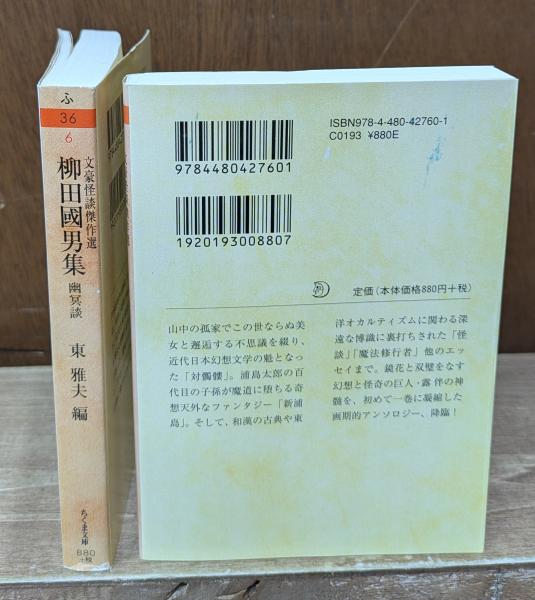 ふ
36
6
文豪怪談傑作選
柳田國男集
幽冥談
東 雅夫 編
ちくま文庫
880
+税
ISBN978-4-480-42760-1
C0193 ¥880E
9784480427601
1920193008807
定価(本体価格880円+税)
山中の孤家でこの世ならぬ美
女と邂逅する不思議を綴り、
近代日本幻想文学の魁となっ
た「対髑髏」。浦島太郎の百
代目の子孫が魔道に堕ちる奇
想天外なファンタジー「新浦
島」。そして、和漢の古典や東
洋オカルティズムに関わる深
遠な博識に裏打ちされた「怪
談」「魔法修行者」他のエッ
セイまで。鏡花と双璧をなす
幻想と怪奇の巨人・露伴の神
髄を、初めて一巻に凝縮した
画期的アンソロジー、降臨!